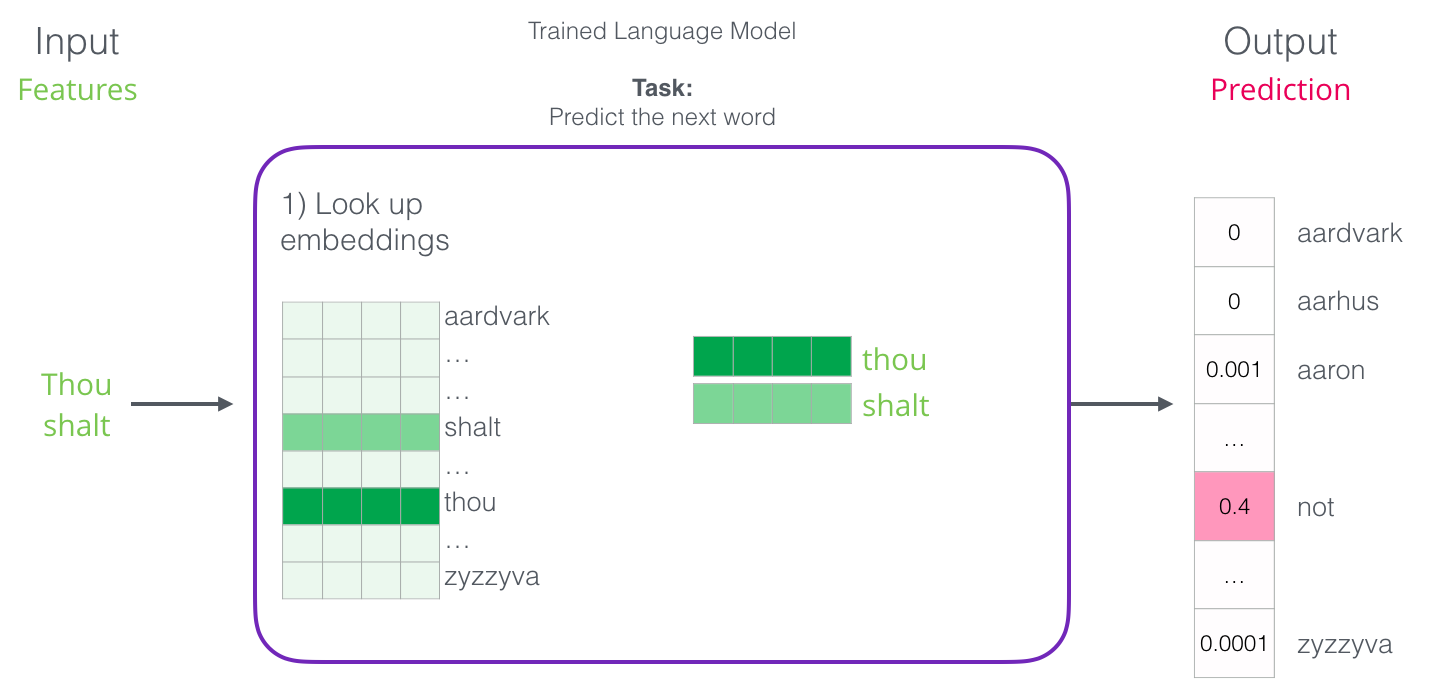 Input
Features
Trained Language Model
Task:
Predict the next word
Output
Prediction
1) Look up
embeddings
aardvark
...
...
shalt
...
thou
...
zyzzyva
Thou
shalt
thou
shalt
0 aardvark
0 aarhus
0.001 aaron
...
0.4 not
...
0.0001 zyzzyva